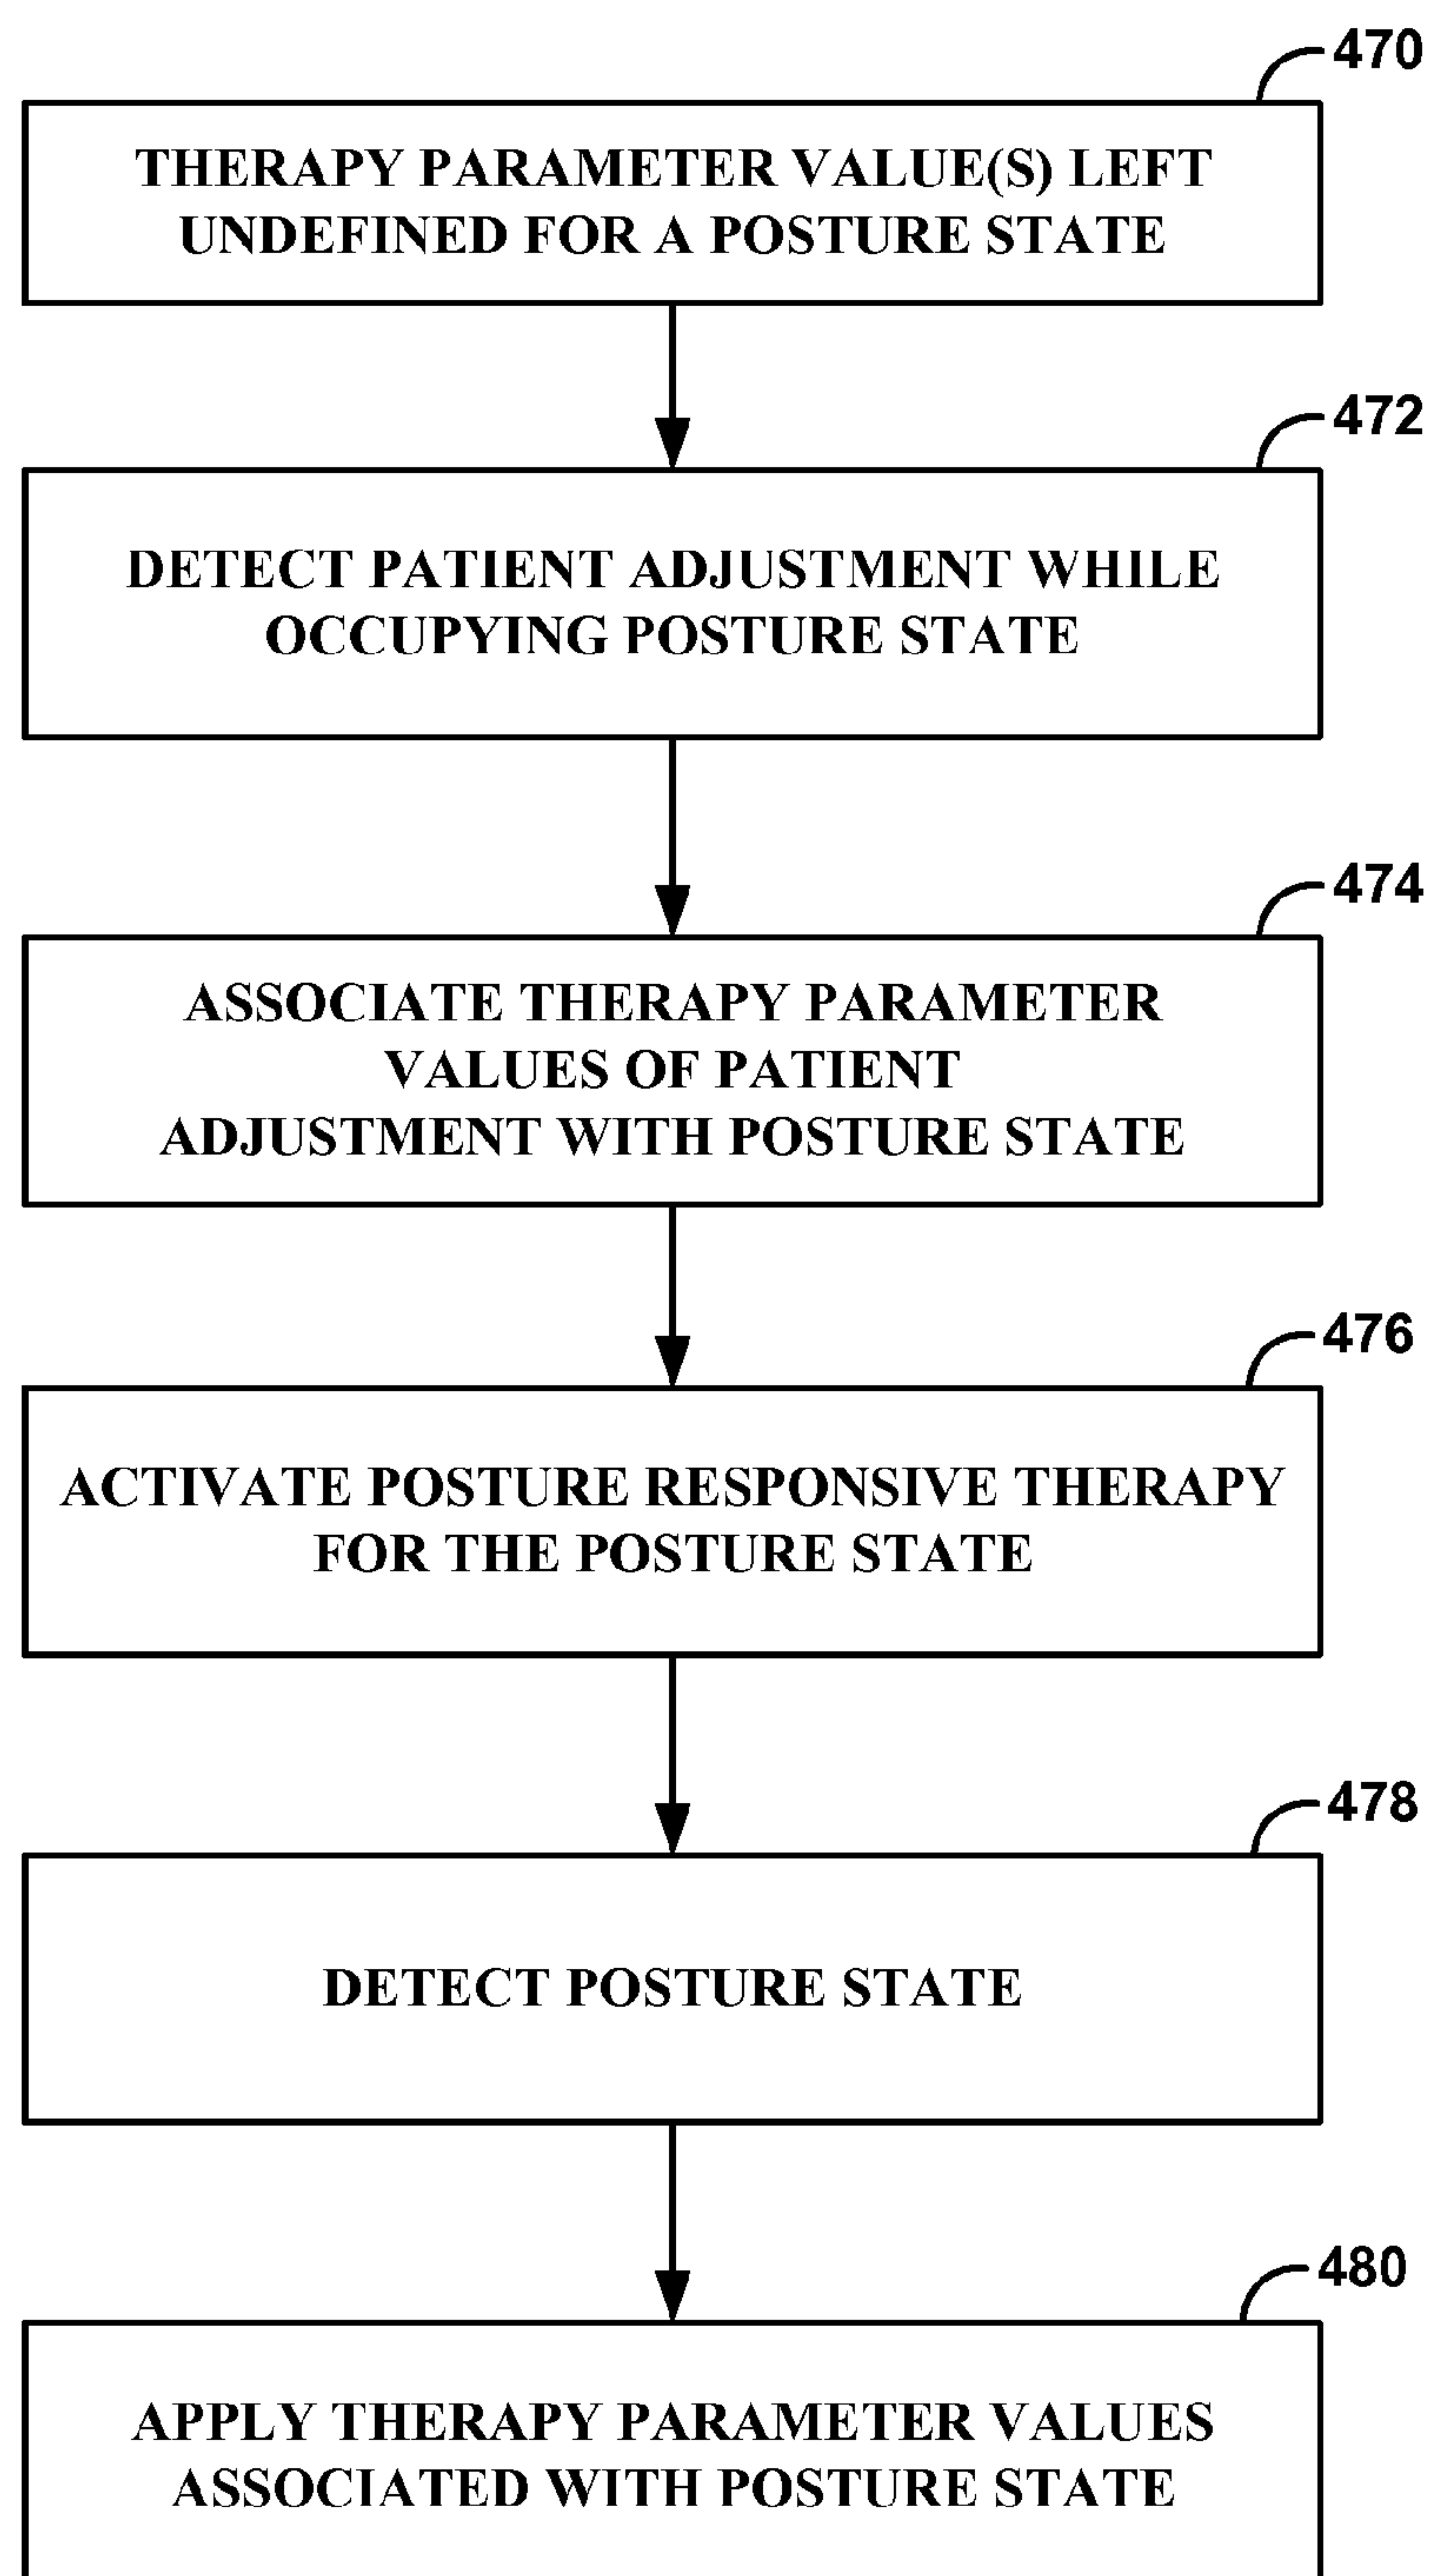 470
THERAPY PARAMETER VALUE(S) LEFT
UNDEFINED FOR A POSTURE STATE
472
DETECT PATIENT ADJUSTMENT WHILE
OCCUPYING POSTURE STATE
474
ASSOCIATE THERAPY PARAMETER
VALUES OF PATIENT
ADJUSTMENT WITH POSTURE STATE
476
ACTIVATE POSTURE RESPONSIVE THERAPY
FOR THE POSTURE STATE
478
DETECT POSTURE STATE
480
APPLY THERAPY PARAMETER VALUES
ASSOCIATED WITH POSTURE STATE